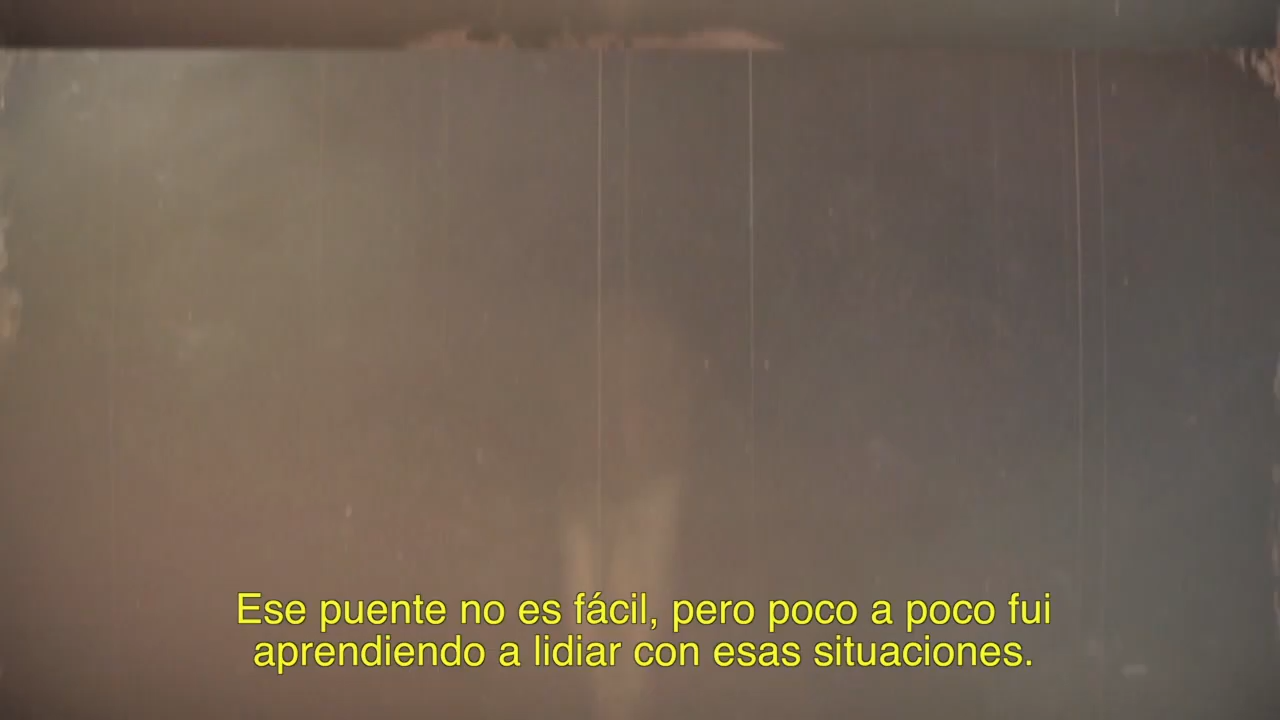 Ese puente no es fácil, pero poco a poco fui
aprendiendo a lidiar con esas situaciones.